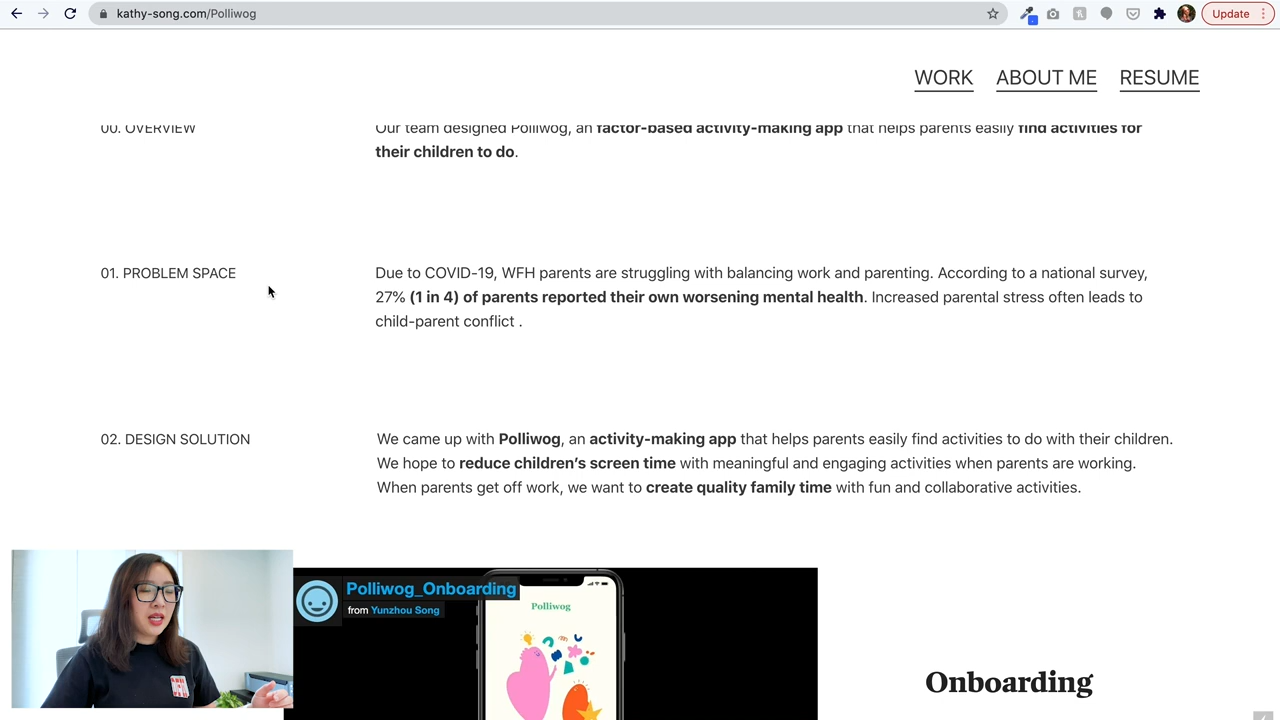 kathy-song.com/Polliwog
Update
WORK ABOUT ME RESUME
00. OVERVIEW
Our team designed Polliwog, an factor-based activity-making app that helps parents easily find activities for
their children to do.
01. PROBLEM SPACE
Due to COVID-19, WFH parents are struggling with balancing work and parenting. According to a national survey,
27% (1 in 4) of parents reported their own worsening mental health. Increased parental stress often leads to
child-parent conflict .
02. DESIGN SOLUTION
We came up with Polliwog, an activity-making app that helps parents easily find activities to do with their children.
We hope to reduce children's screen time with meaningful and engaging activities when parents are working.
When parents get off work, we want to create quality family time with fun and collaborative activities.
Polliwog_Onboarding
from Yunzhou Song
Polliwog
Onboarding